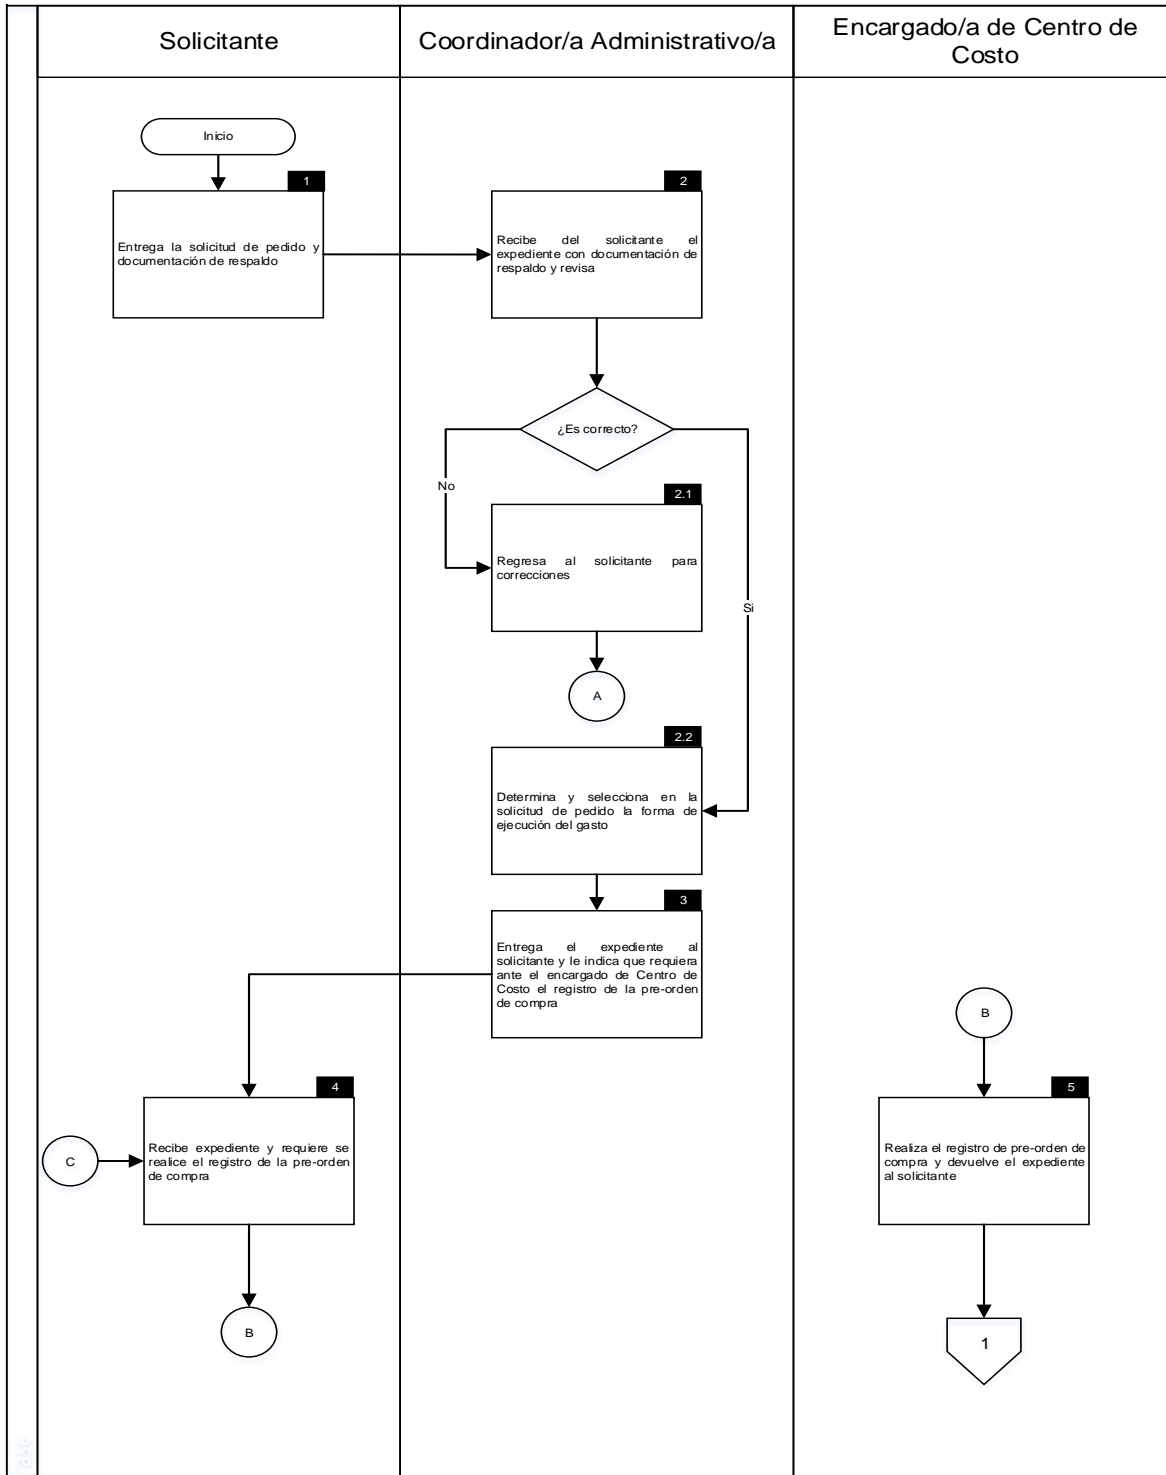 Solicitante
Coordinador/a Administrativo/a
Encargado/a de Centro de
Costo
Inicio
1
Entrega la solicitud de pedido y
documentación de respaldo
2
Recibe del solicitante el
expediente con documentación de
respaldo y revisa
¿Es correcto?
No
Si
2.1
Regresa al solicitante para
correcciones
A
2.2
Determina y selecciona en la
solicitud de pedido la forma de
ejecución del gasto
3
Entrega el expediente al
solicitante y le indica que requiera
ante el encargado de Centro de
Costo el registro de la pre-orden
de compra
4
C
Recibe expediente y requiere se
realice el registro de la pre-orden
de compra
B
B
5
Realiza el registro de pre-orden de
compra y devuelve el expediente
al solicitante
1